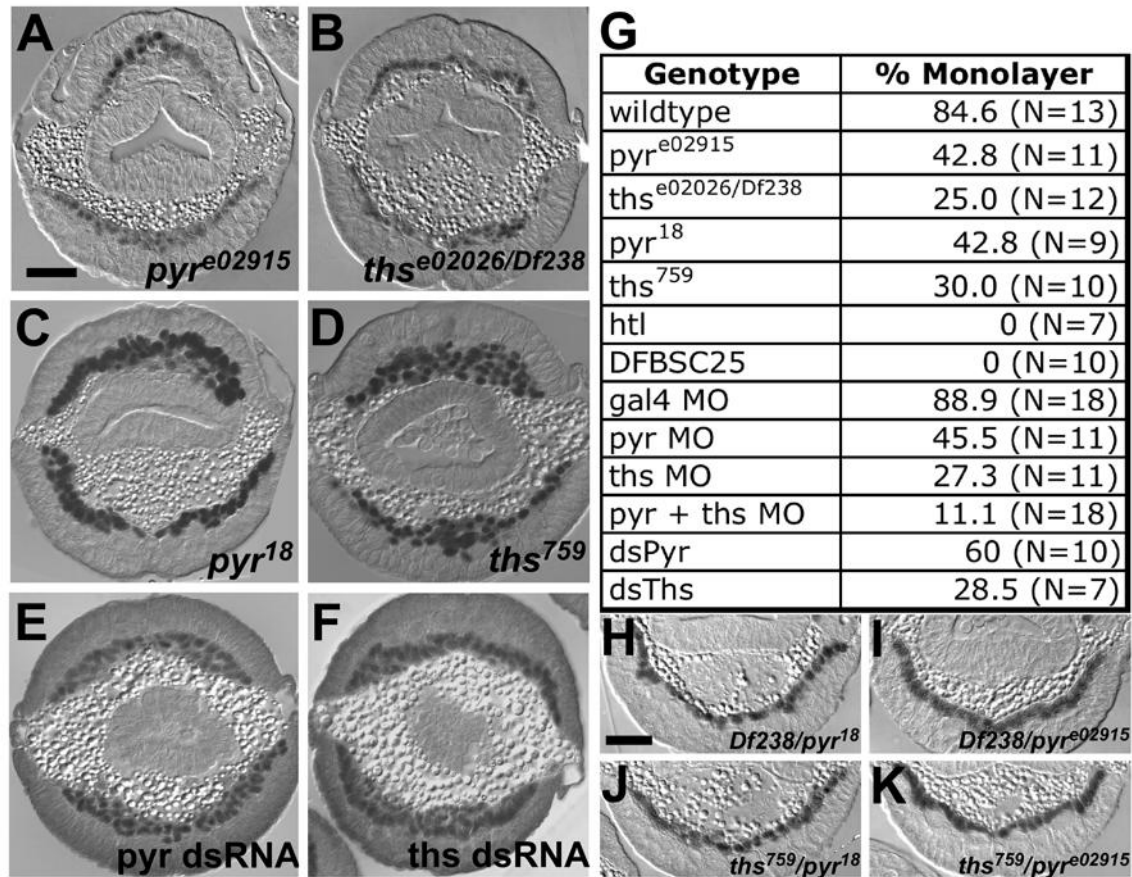 A
pyr^e02915
B
ths^e02026/Df238
C
pyr^18
D
ths^759
E
pyr dsRNA
F
ths dsRNA
G
Genotype % Monolayer
wildtype 84.6 (N=13)
pyr^e02915 42.8 (N=11)
ths^e02026/Df238 25.0 (N=12)
pyr^18 42.8 (N=9)
ths^759 30.0 (N=10)
htl 0 (N=7)
DFBSC25 0 (N=10)
gal4 MO 88.9 (N=18)
pyr MO 45.5 (N=11)
ths MO 27.3 (N=11)
pyr + ths MO 11.1 (N=18)
dsPyr 60 (N=10)
dsThs 28.5 (N=7)
H
Df238/pyr^18
I
Df238/pyr^e02915
J
ths^759/pyr^18
K
ths^759/pyr^e02915